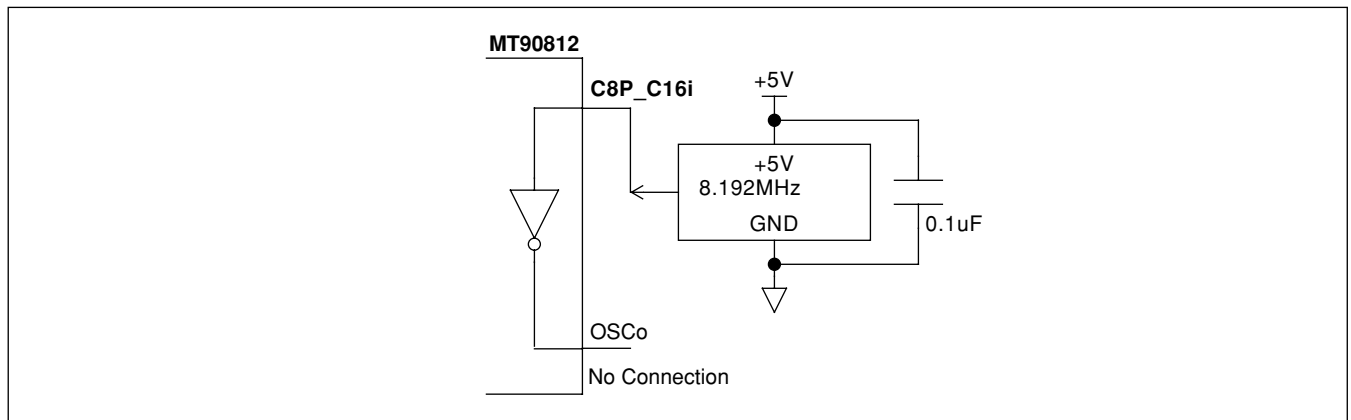 MT90812
C8P_C16i
+5V
+5V
8.192MHz
GND
0.1uF
OSCo
No Connection